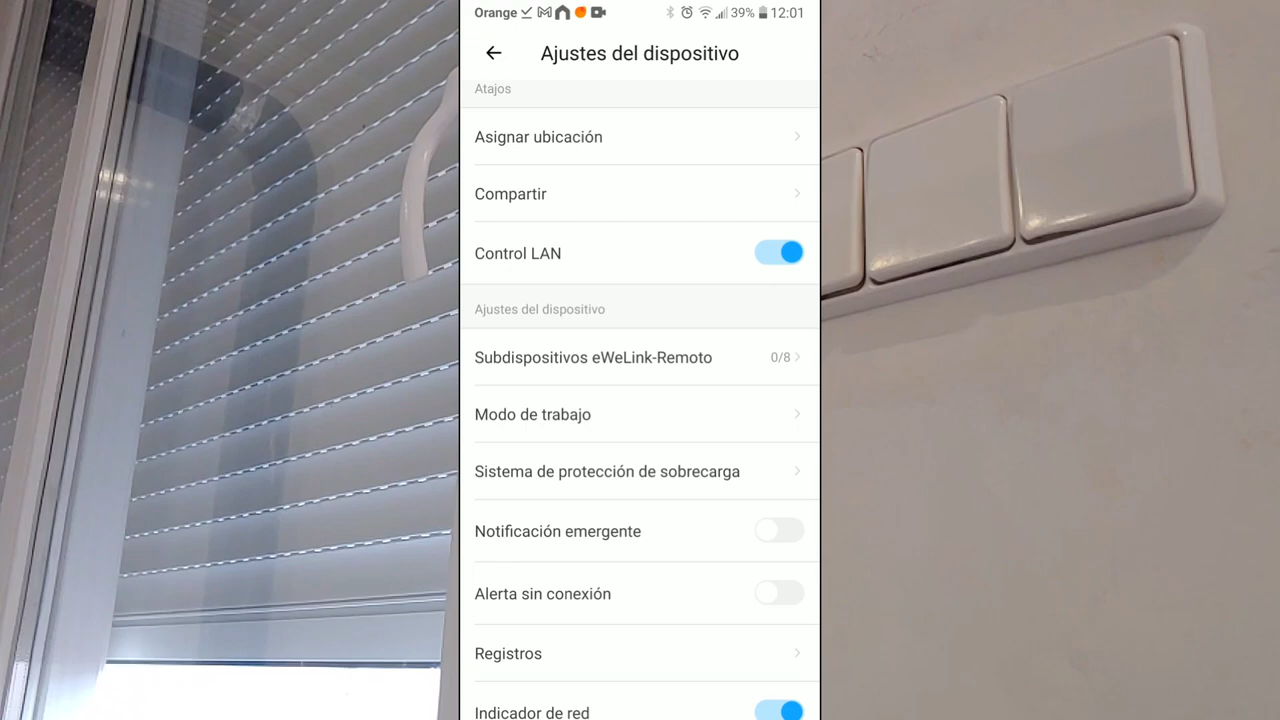 Orange 39% 12:01
Ajustes del dispositivo
Atajos
Asignar ubicación
Compartir
Control LAN
Ajustes del dispositivo
Subdispositivos eWeLink-Remoto 0/8
Modo de trabajo
Sistema de protección de sobrecarga
Notificación emergente
Alerta sin conexión
Registros
Indicador de red